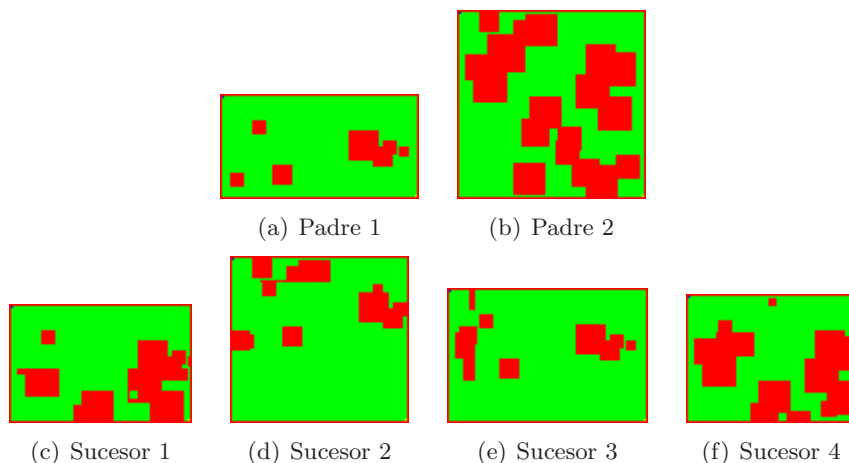 (a) Padre 1
(b) Padre 2
(c) Sucesor 1
(d) Sucesor 2
(e) Sucesor 3
(f) Sucesor 4